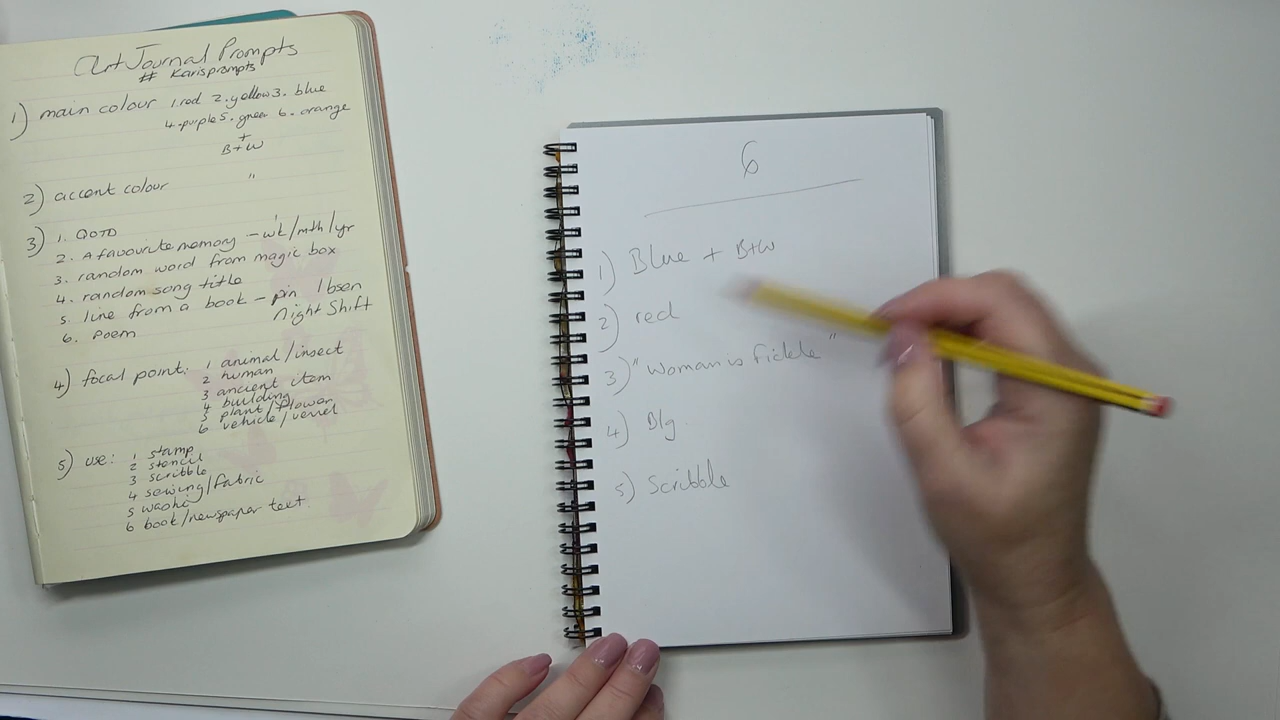 Art Journal Prompts
# Karisprompts
1) main colour 1.red 2.yellow 3. blue
4.purple 5. green 6. orange
+
B+W
2) accent colour "
3) 1. QOTD
2. A favourite memory - wk/mth/yr
3. random word from magic box
4. random song title
5. line from a book - pin Ibsen
6. Poem Night Shift
4) focal point: 1 animal/insect
2 human
3 ancient item
4 building
5 plant/flower
6 vehicle/vessel
5) use: 1 stamp
2 stencil
3 scribble
4 sewing/fabric
5 washi
6 book/newspaper text
6
1) Blue + B+W
2) red
3) "Woman is fickle"
4) Blg.
5) Scribble